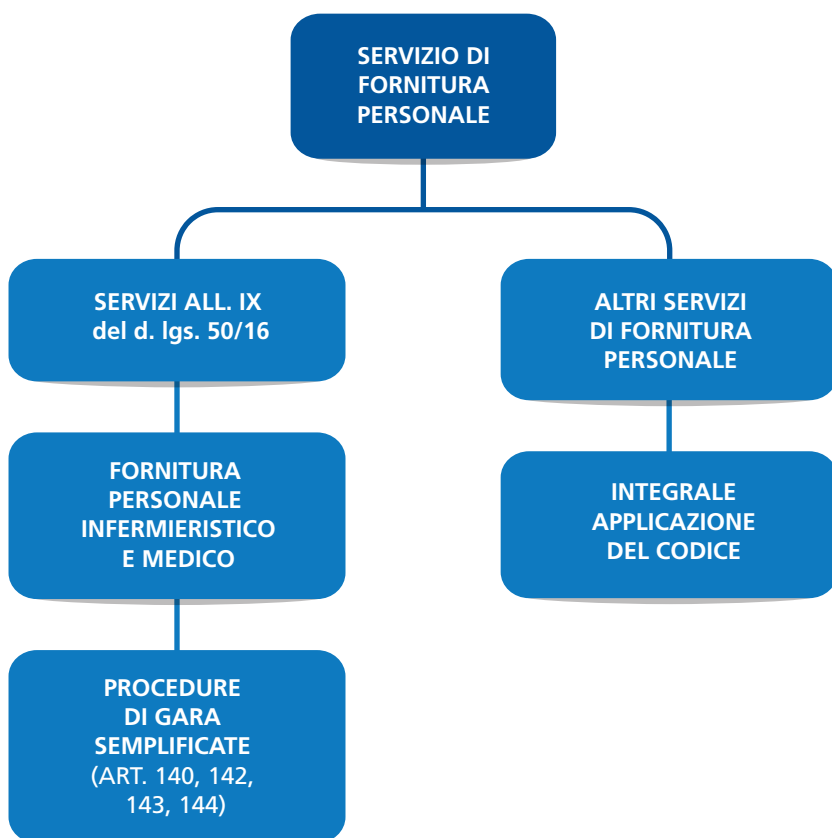 SERVIZIO DI
FORNITURA
PERSONALE
SERVIZI ALL. IX
del d. lgs. 50/16
FORNITURA
PERSONALE
INFERMIERISTICO
E MEDICO
PROCEDURE
DI GARA
SEMPLIFICATE
(ART. 140, 142,
143, 144)
ALTRI SERVIZI
DI FORNITURA
PERSONALE
INTEGRALE
APPLICAZIONE
DEL CODICE